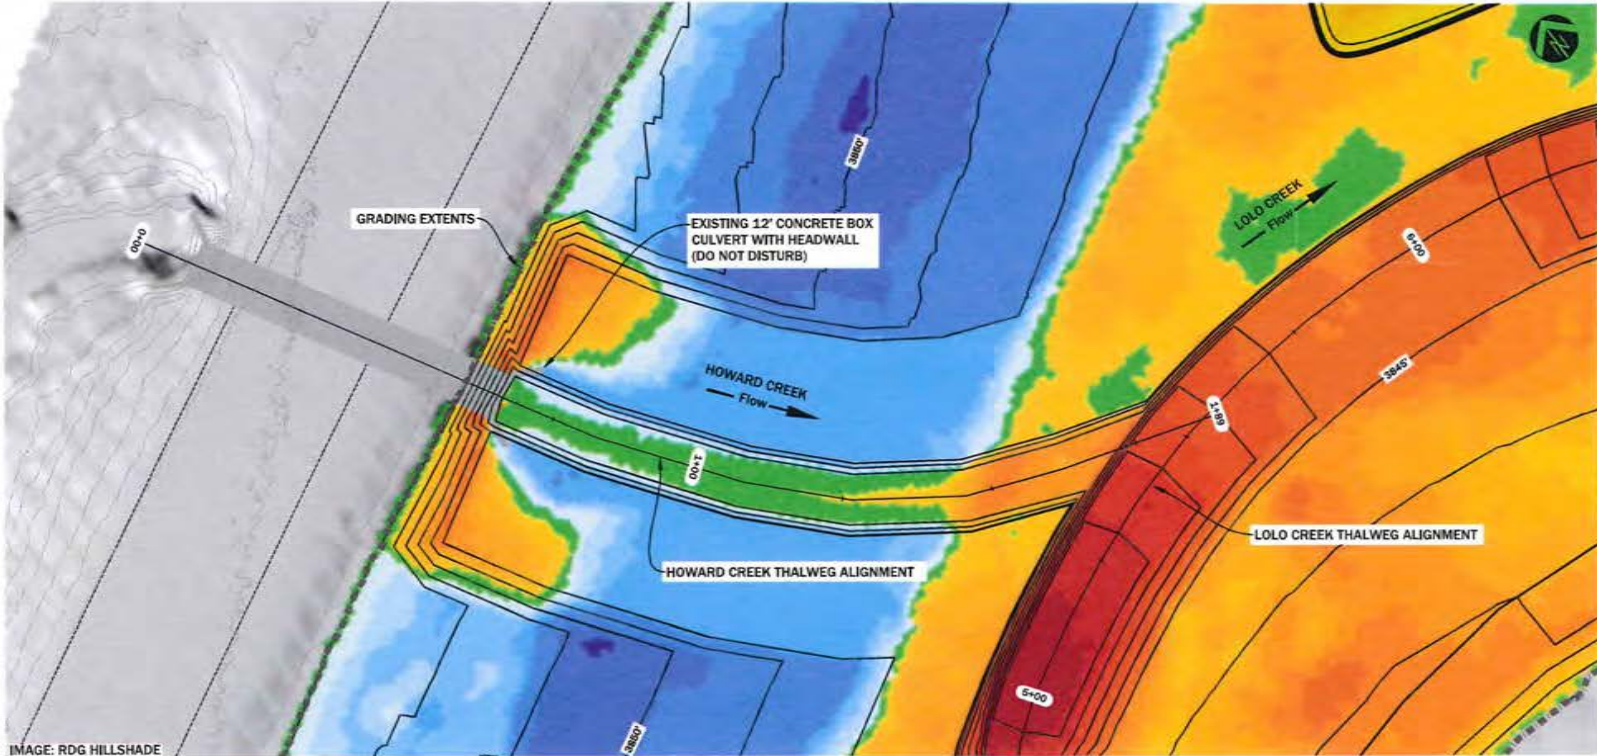 GRADING EXTENTS
EXISTING 12' CONCRETE BOX
CULVERT WITH HEADWALL
(DO NOT DISTURB)
0+00
3860'
LOLO CREEK
Flow
6+00
HOWARD CREEK
Flow
3845'
1+89
1+00
LOLO CREEK THALWEG ALIGNMENT
HOWARD CREEK THALWEG ALIGNMENT
5+00
3860'
IMAGE: RDG HILLSHADE